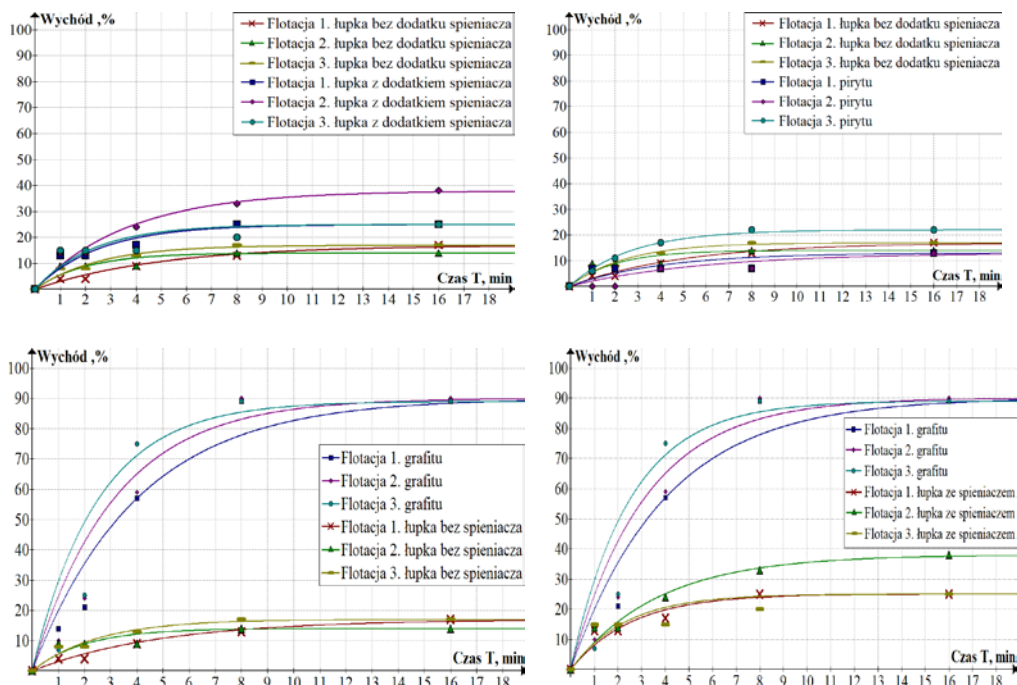 Wychód ,%
100
90
80
70
60
50
40
30
20
10
Flotacja 1. łupka bez dodatku spieniacza
Flotacja 2. łupka bez dodatku spieniacza
Flotacja 3. łupka bez dodatku spieniacza
Flotacja 1. łupka z dodatkiem spieniacza
Flotacja 2. łupka z dodatkiem spieniacza
Flotacja 3. łupka z dodatkiem spieniacza
Czas T, min
1 2 3 4 5 6 7 8 9 10 11 12 13 14 15 16 17 18
Wychód ,%
100
90
80
70
60
50
40
30
20
10
Flotacja 1. łupka bez dodatku spieniacza
Flotacja 2. łupka bez dodatku spieniacza
Flotacja 3. łupka bez dodatku spieniacza
Flotacja 1. pirytu
Flotacja 2. pirytu
Flotacja 3. pirytu
Czas T, min
1 2 3 4 5 6 7 8 9 10 11 12 13 14 15 16 17 18
Wychód ,%
100
90
80
70
60
50
40
30
20
10
Flotacja 1. grafitu
Flotacja 2. grafitu
Flotacja 3. grafitu
Flotacja 1. łupka bez spieniacza
Flotacja 2. łupka bez spieniacza
Flotacja 3. łupka bez spieniacza
Czas T, min
1 2 3 4 5 6 7 8 9 10 11 12 13 14 15 16 17 18
Wychód ,%
100
90
80
70
60
50
40
30
20
10
Flotacja 1. grafitu
Flotacja 2. grafitu
Flotacja 3. grafitu
Flotacja 1. łupka ze spieniaczem
Flotacja 2. łupka ze spieniaczem
Flotacja 3. łupka ze spieniaczem
Czas T, min
1 2 3 4 5 6 7 8 9 10 11 12 13 14 15 16 17 18